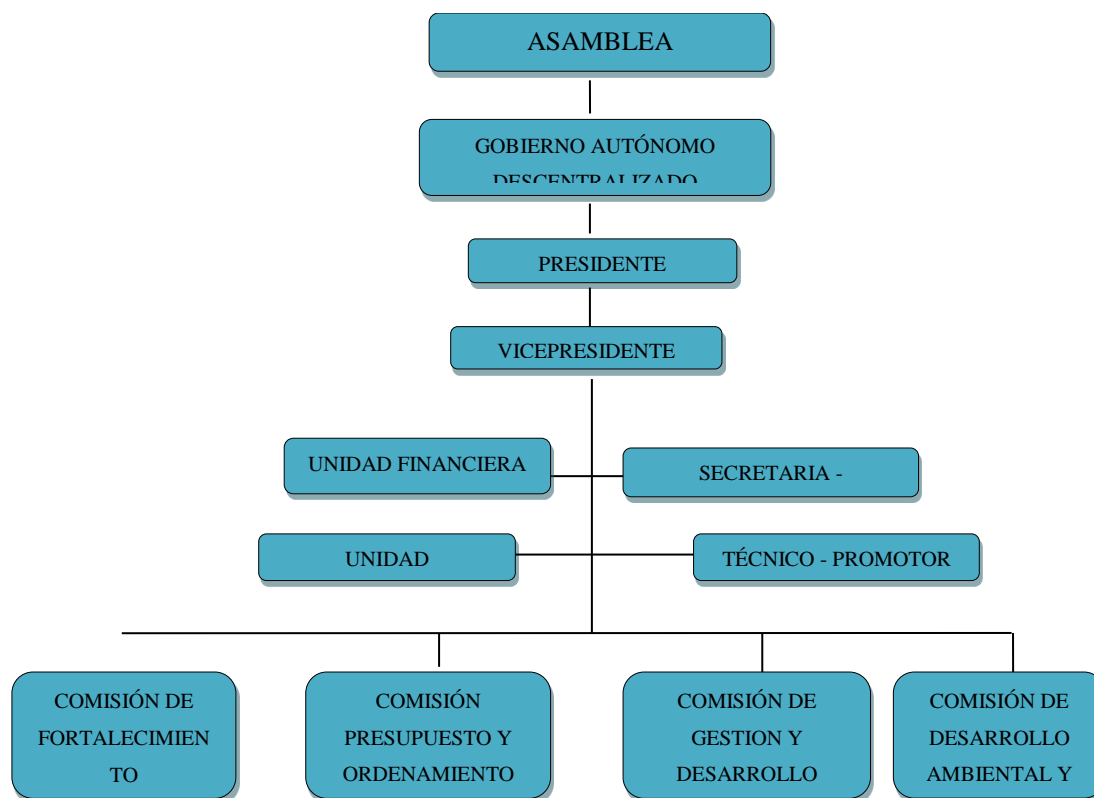 ASAMBLEA
GOBIERNO AUTÓNOMO
DESCENTRALIZADO
PRESIDENTE
VICEPRESIDENTE
UNIDAD FINANCIERA
SECRETARIA -
UNIDAD
TÉCNICO - PROMOTOR
COMISIÓN DE
FORTALECIMIEN
TO
COMISIÓN
PRESUPUESTO Y
ORDENAMIENTO
COMISIÓN DE
GESTION Y
DESARROLLO
COMISIÓN DE
DESARROLLO
AMBIENTAL Y